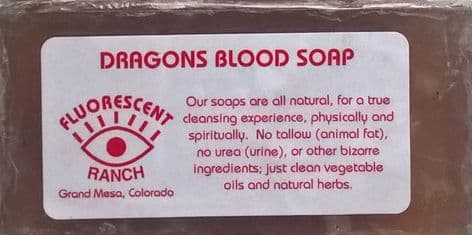 DRAGONS BLOOD SOAP
FLUORESCENT
RANCH
Grand Mesa, Colorado
Our soaps are all natural, for a true
cleansing experience, physically and
spiritually. No tallow (animal fat),
no urea (urine), or other bizarre
ingredients; just clean vegetable
oils and natural herbs.